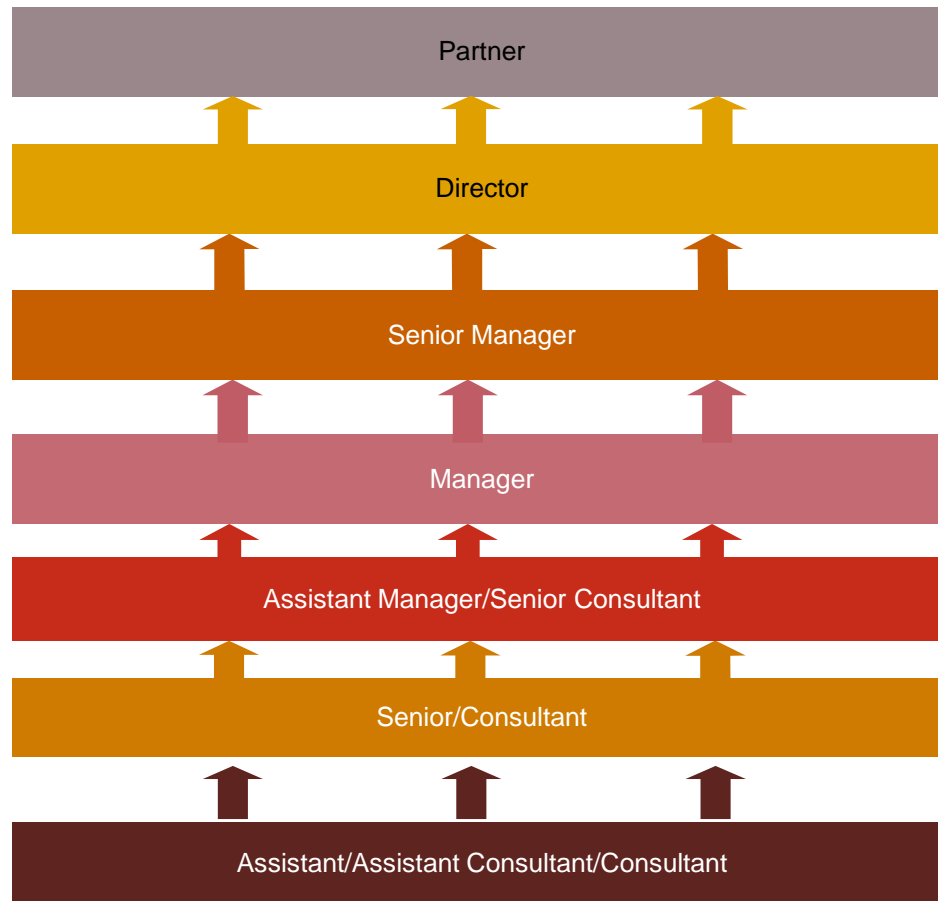 Partner
Director
Senior Manager
Manager
Assistant Manager/Senior Consultant
Senior/Consultant
Assistant/Assistant Consultant/Consultant